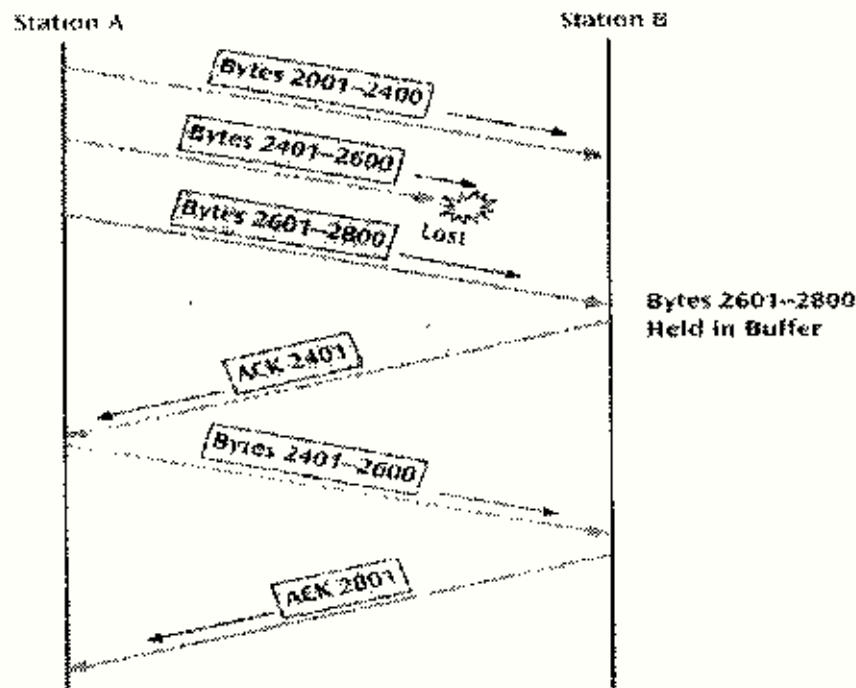 Station A
Station B
Bytes 2001–2400
Bytes 2401–2600
Bytes 2601–2800
Lost
Bytes 2601–2800
Held in Buffer
ACK 2401
Bytes 2401–2600
ACK 2801